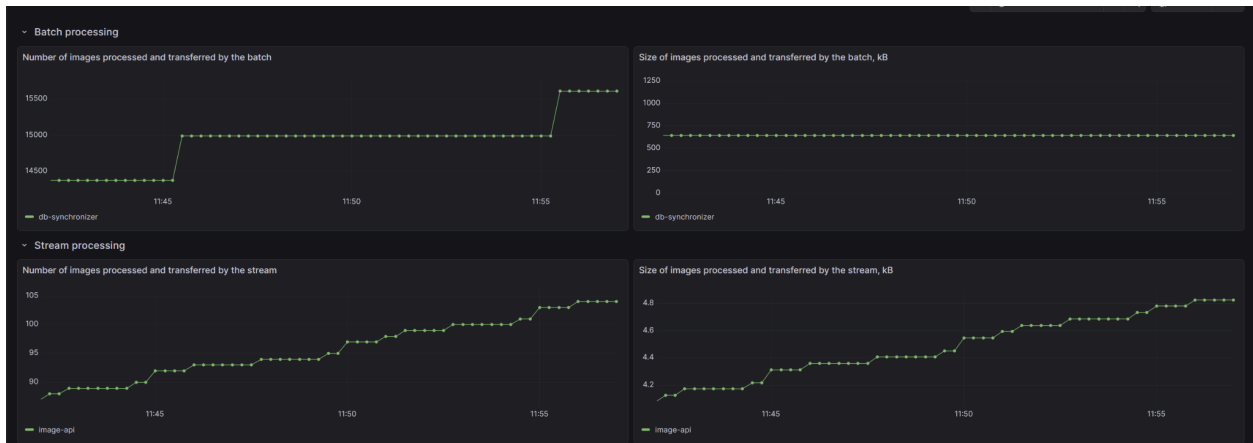 Batch processing
Number of images processed and transferred by the batch
15500
15000
14500
11:45
11:50
11:55
db-synchronizer
Size of images processed and transferred by the batch, kB
1250
1000
750
500
250
0
11:45
11:50
11:55
db-synchronizer
Stream processing
Number of images processed and transferred by the stream
105
100
95
90
11:45
11:50
11:55
image-api
Size of images processed and transferred by the stream, kB
4.8
4.6
4.4
4.2
11:45
11:50
11:55
image-api